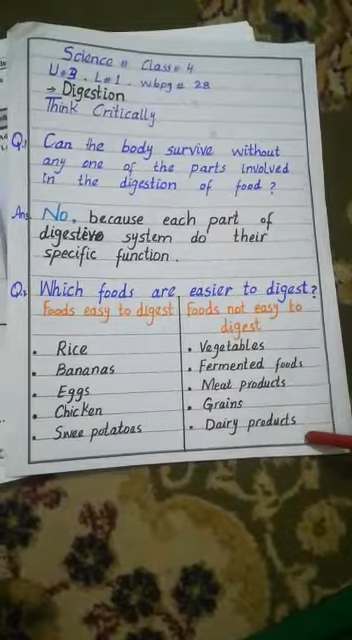 Science # Class # 4
U#3. L#1. wbpg # 28
→ Digestion
Think Critically
Q1 Can the body survive without
any one of the parts involved
in the digestion of food?
Ans No, because each part of
digestive system do their
specific function.
Q2 Which foods are easier to digest?
Foods easy to digest
• Rice
• Bananas
• Eggs
• Chicken
• Swee potatoes
Foods not easy to
digest
• Vegetables
• Fermented foods
• Meat products
• Grains
• Dairy products